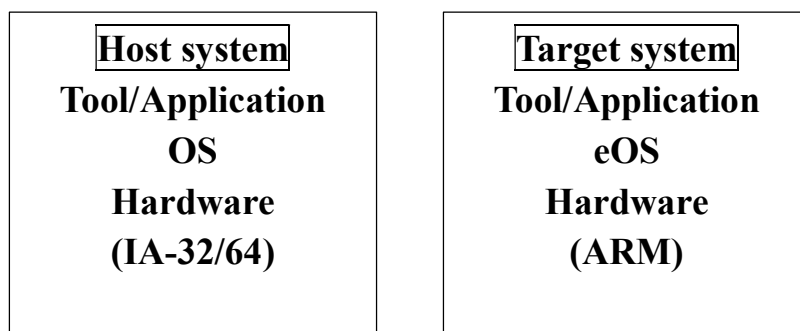 Host system
Tool/Application
OS
Hardware
(IA-32/64)
Target system
Tool/Application
eOS
Hardware
(ARM)